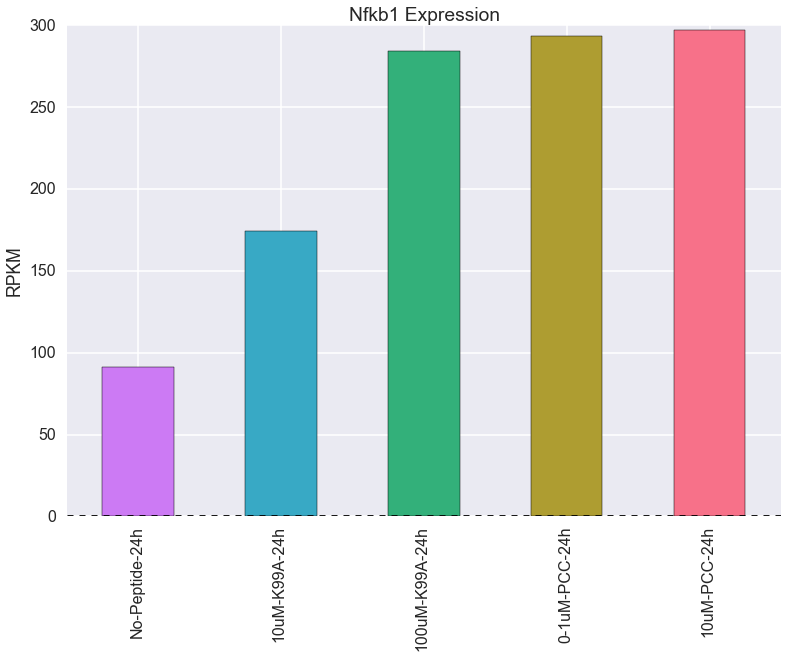 Nfkb1 Expression
RPKM
300
250
200
150
100
50
0
No-Peptide-24h
10uM-K99A-24h
100uM-K99A-24h
0-1uM-PCC-24h
10uM-PCC-24h